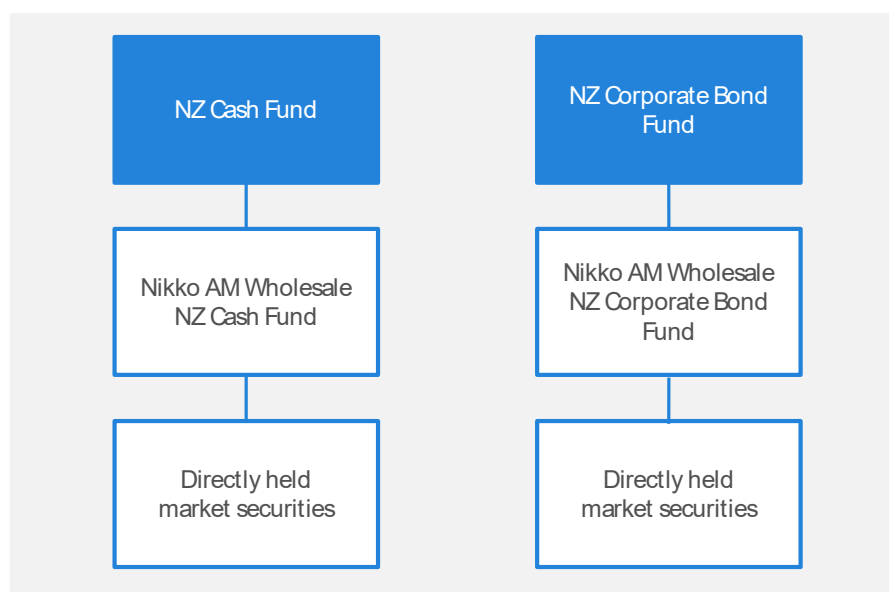 NZ Cash Fund
Nikko AM Wholesale
NZ Cash Fund
Directly held
market securities
NZ Corporate Bond
Fund
Nikko AM Wholesale
NZ Corporate Bond
Fund
Directly held
market securities